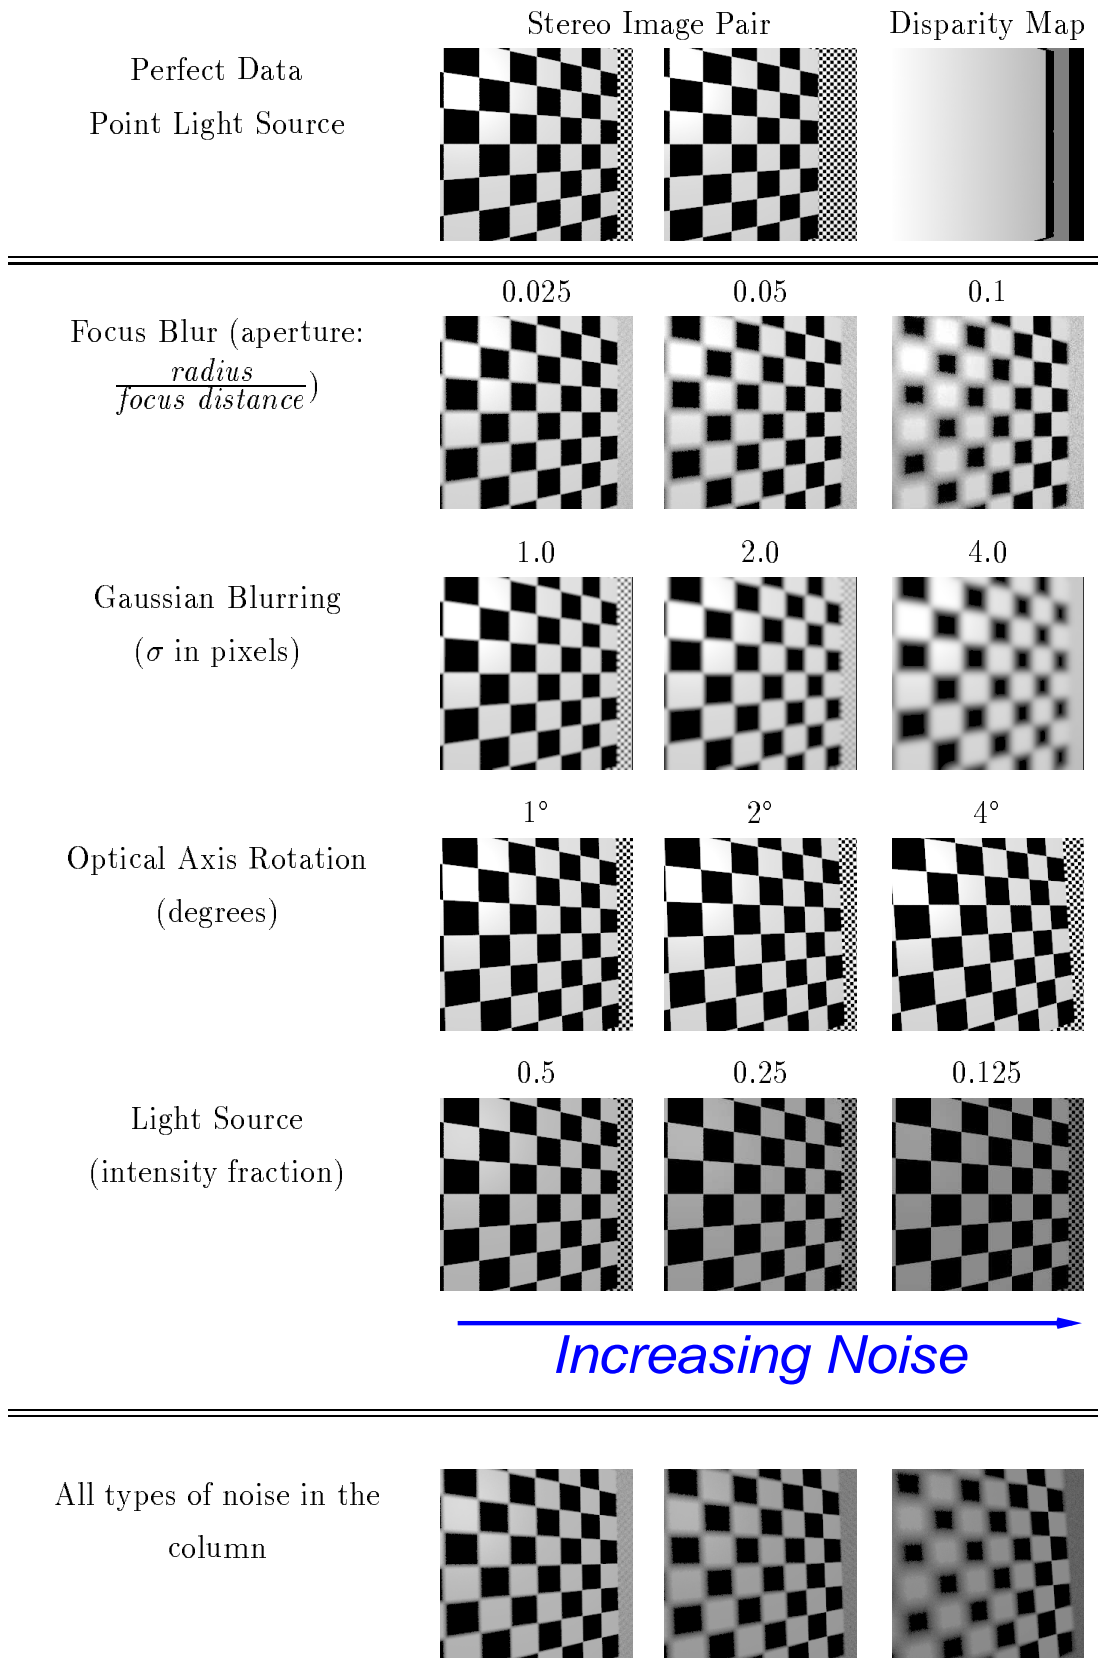 Stereo Image Pair Disparity Map
Perfect Data
Point Light Source
0.025 0.05 0.1
Focus Blur (aperture:
radius
focus distance)
1.0 2.0 4.0
Gaussian Blurring
(σ in pixels)
1° 2° 4°
Optical Axis Rotation
(degrees)
0.5 0.25 0.125
Light Source
(intensity fraction)
Increasing Noise
All types of noise in the
column